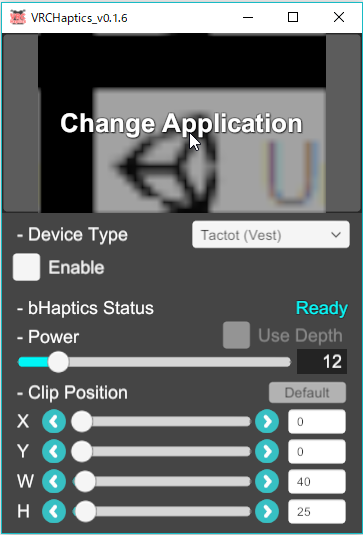 VRCHaptics_v0.1.6
Change Application
U
- Device Type
Tactot (Vest)
Enable
- bHaptics Status
Ready
- Power
Use Depth
12
- Clip Position
Default
X
0
Y
0
W
40
H
25